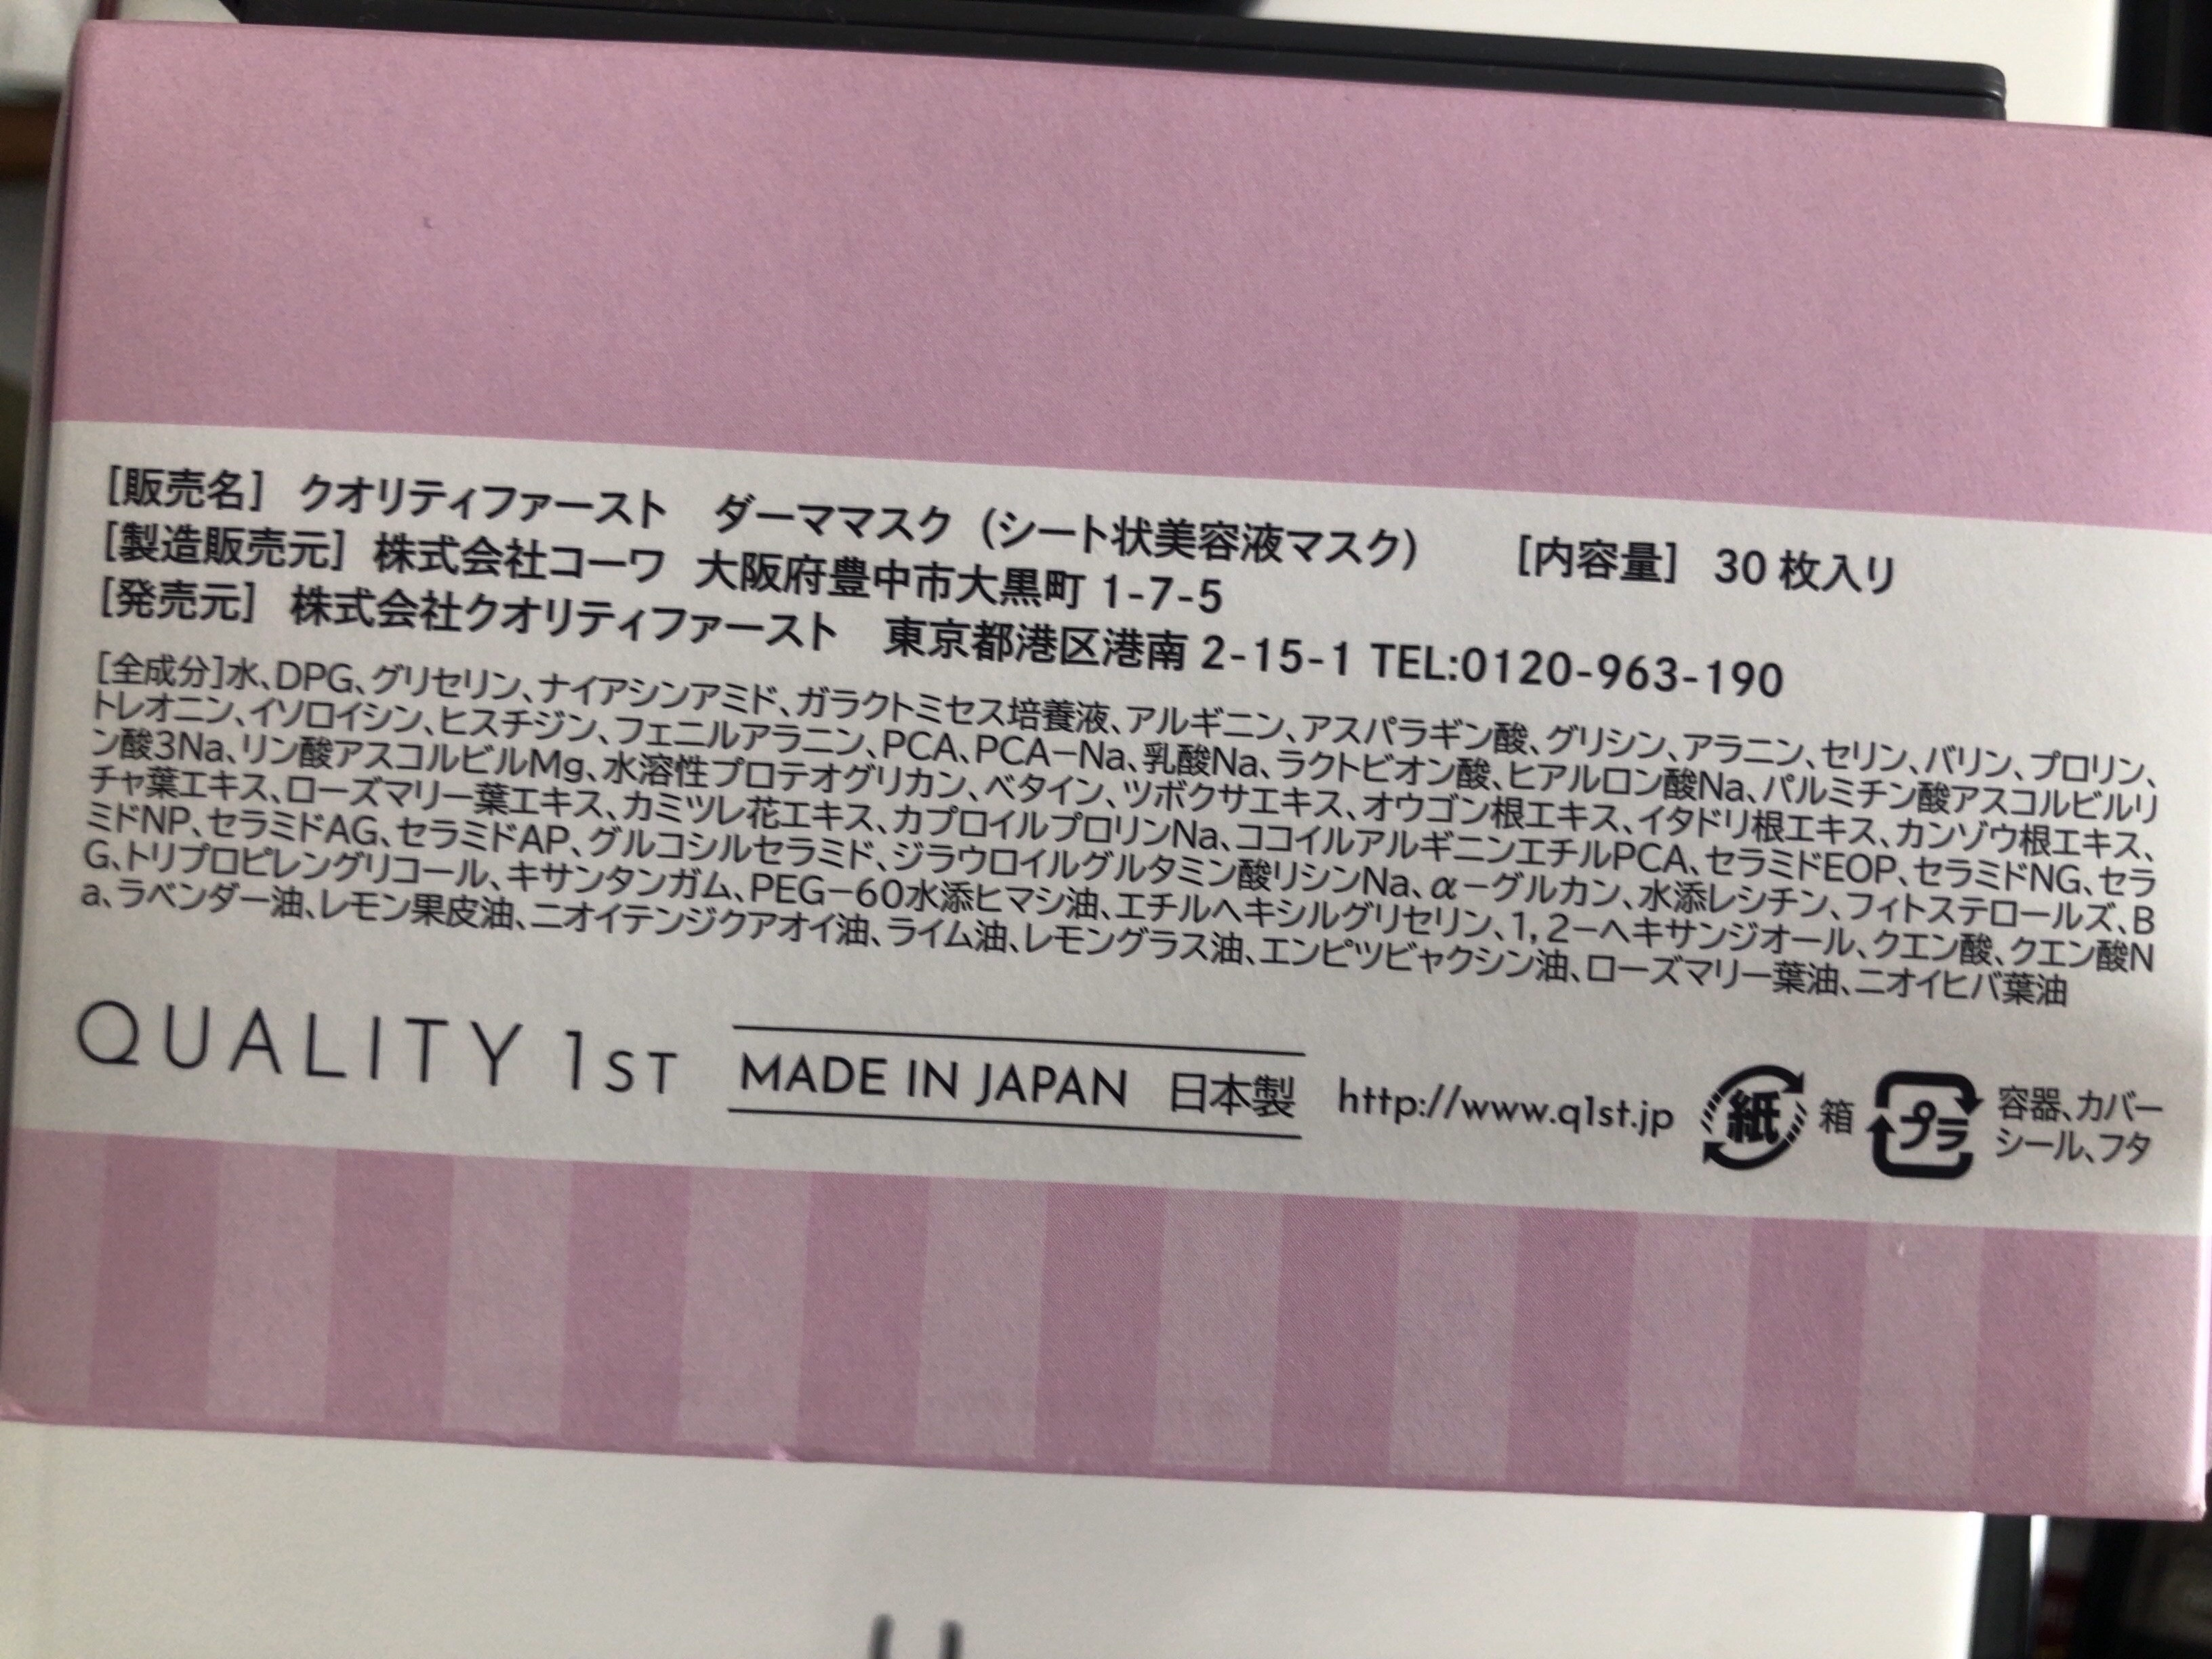 [販売名] クオリティファースト ダーママスク (シート状美容液マスク) [内容量] 30 枚入り
[製造販売元] 株式会社コーワ 大阪府豊中市大黒町 1-7-5
[発売元] 株式会社クオリティファースト 東京都港区港南 2-15-1 TEL:0120-963-190
[全成分]水、DPG、グリセリン、ナイアシンアミド、ガラクトミセス培養液、アルギニン、アスパラギン酸、グリシン、アラニン、セリン、バリン、プロリン、
トレオニン、イソロイシン、ヒスチジン、フェニルアラニン、PCA、PCA−Na、乳酸Na、ラクトビオン酸、ヒアルロン酸Na、パルミチン酸アスコルビルリ
ン酸3Na、リン酸アスコルビルMg、水溶性プロテオグリカン、ベタイン、ツボクサエキス、オウゴン根エキス、イタドリ根エキス、カンゾウ根エキス、
チャ葉エキス、ローズマリー葉エキス、カミツレ花エキス、カプロイルプロリンNa、ココイルアルギニンエチルPCA、セラミドEOP、セラミドNG、セラ
ミドNP、セラミドAG、セラミドAP、グルコシルセラミド、ジラウロイルグルタミン酸リシンNa、α−グルカン、水添レシチン、フィトステロールズ、B
G、トリプロピレングリコール、キサンタンガム、PEG−60水添ヒマシ油、エチルヘキシルグリセリン、1,2−ヘキサンジオール、クエン酸、クエン酸N
a、ラベンダー油、レモン果皮油、ニオイテンジクアオイ油、ライム油、レモングラス油、エンピツビャクシン油、ローズマリー葉油、ニオイヒバ葉油
QUALITY 1ST MADE IN JAPAN 日本製 http://www.q1st.jp 紙 箱 プラ 容器、カバー
シール、フタ